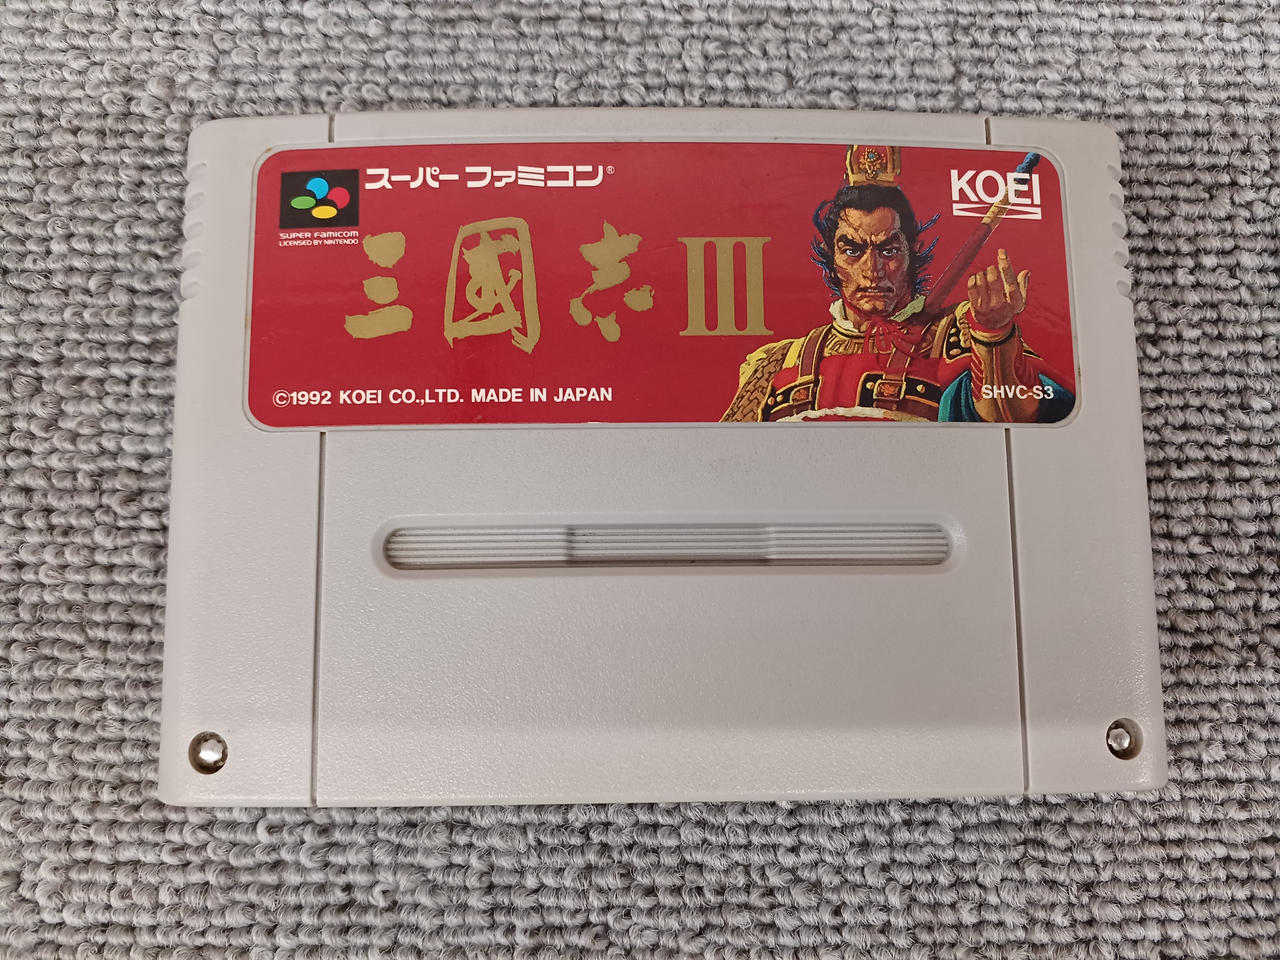 スーパー ファミコン®
SUPER FAMICOM
LICENSED BY NINTENDO
KOEI
三國志III
©1992 KOEI CO.,LTD. MADE IN JAPAN
SHVC-S3